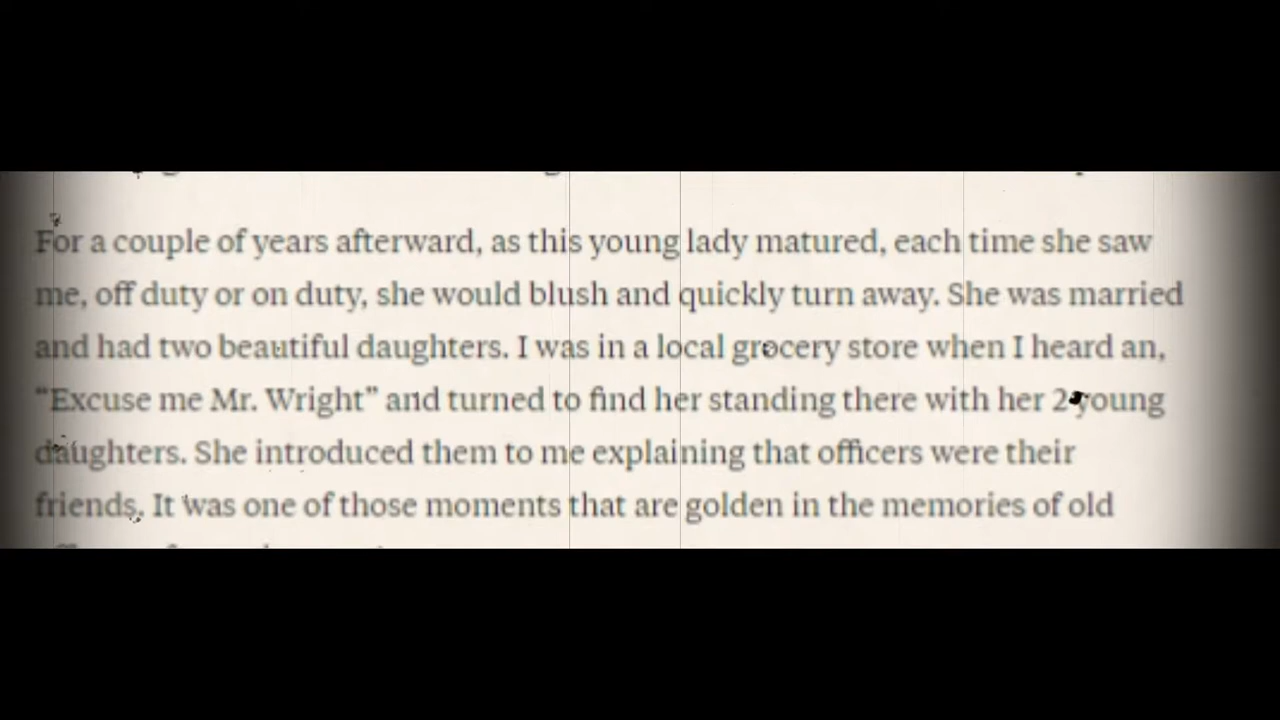 For a couple of years afterward, as this young lady matured, each time she saw
me, off duty or on duty, she would blush and quickly turn away. She was married
and had two beautiful daughters. I was in a local grocery store when I heard an,
“Excuse me Mr. Wright” and turned to find her standing there with her 2 young
daughters. She introduced them to me explaining that officers were their
friends. It was one of those moments that are golden in the memories of old